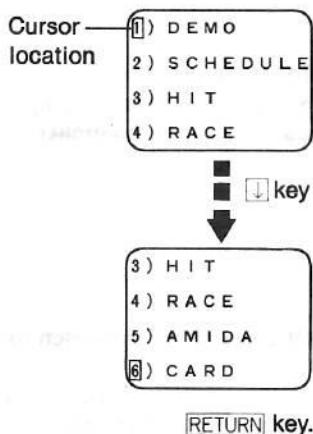 Cursor location
1) DEMO
2) SCHEDULE
3) HIT
4) RACE
↓ key
3) HIT
4) RACE
5) AMIDA
6) CARD
RETURN key.